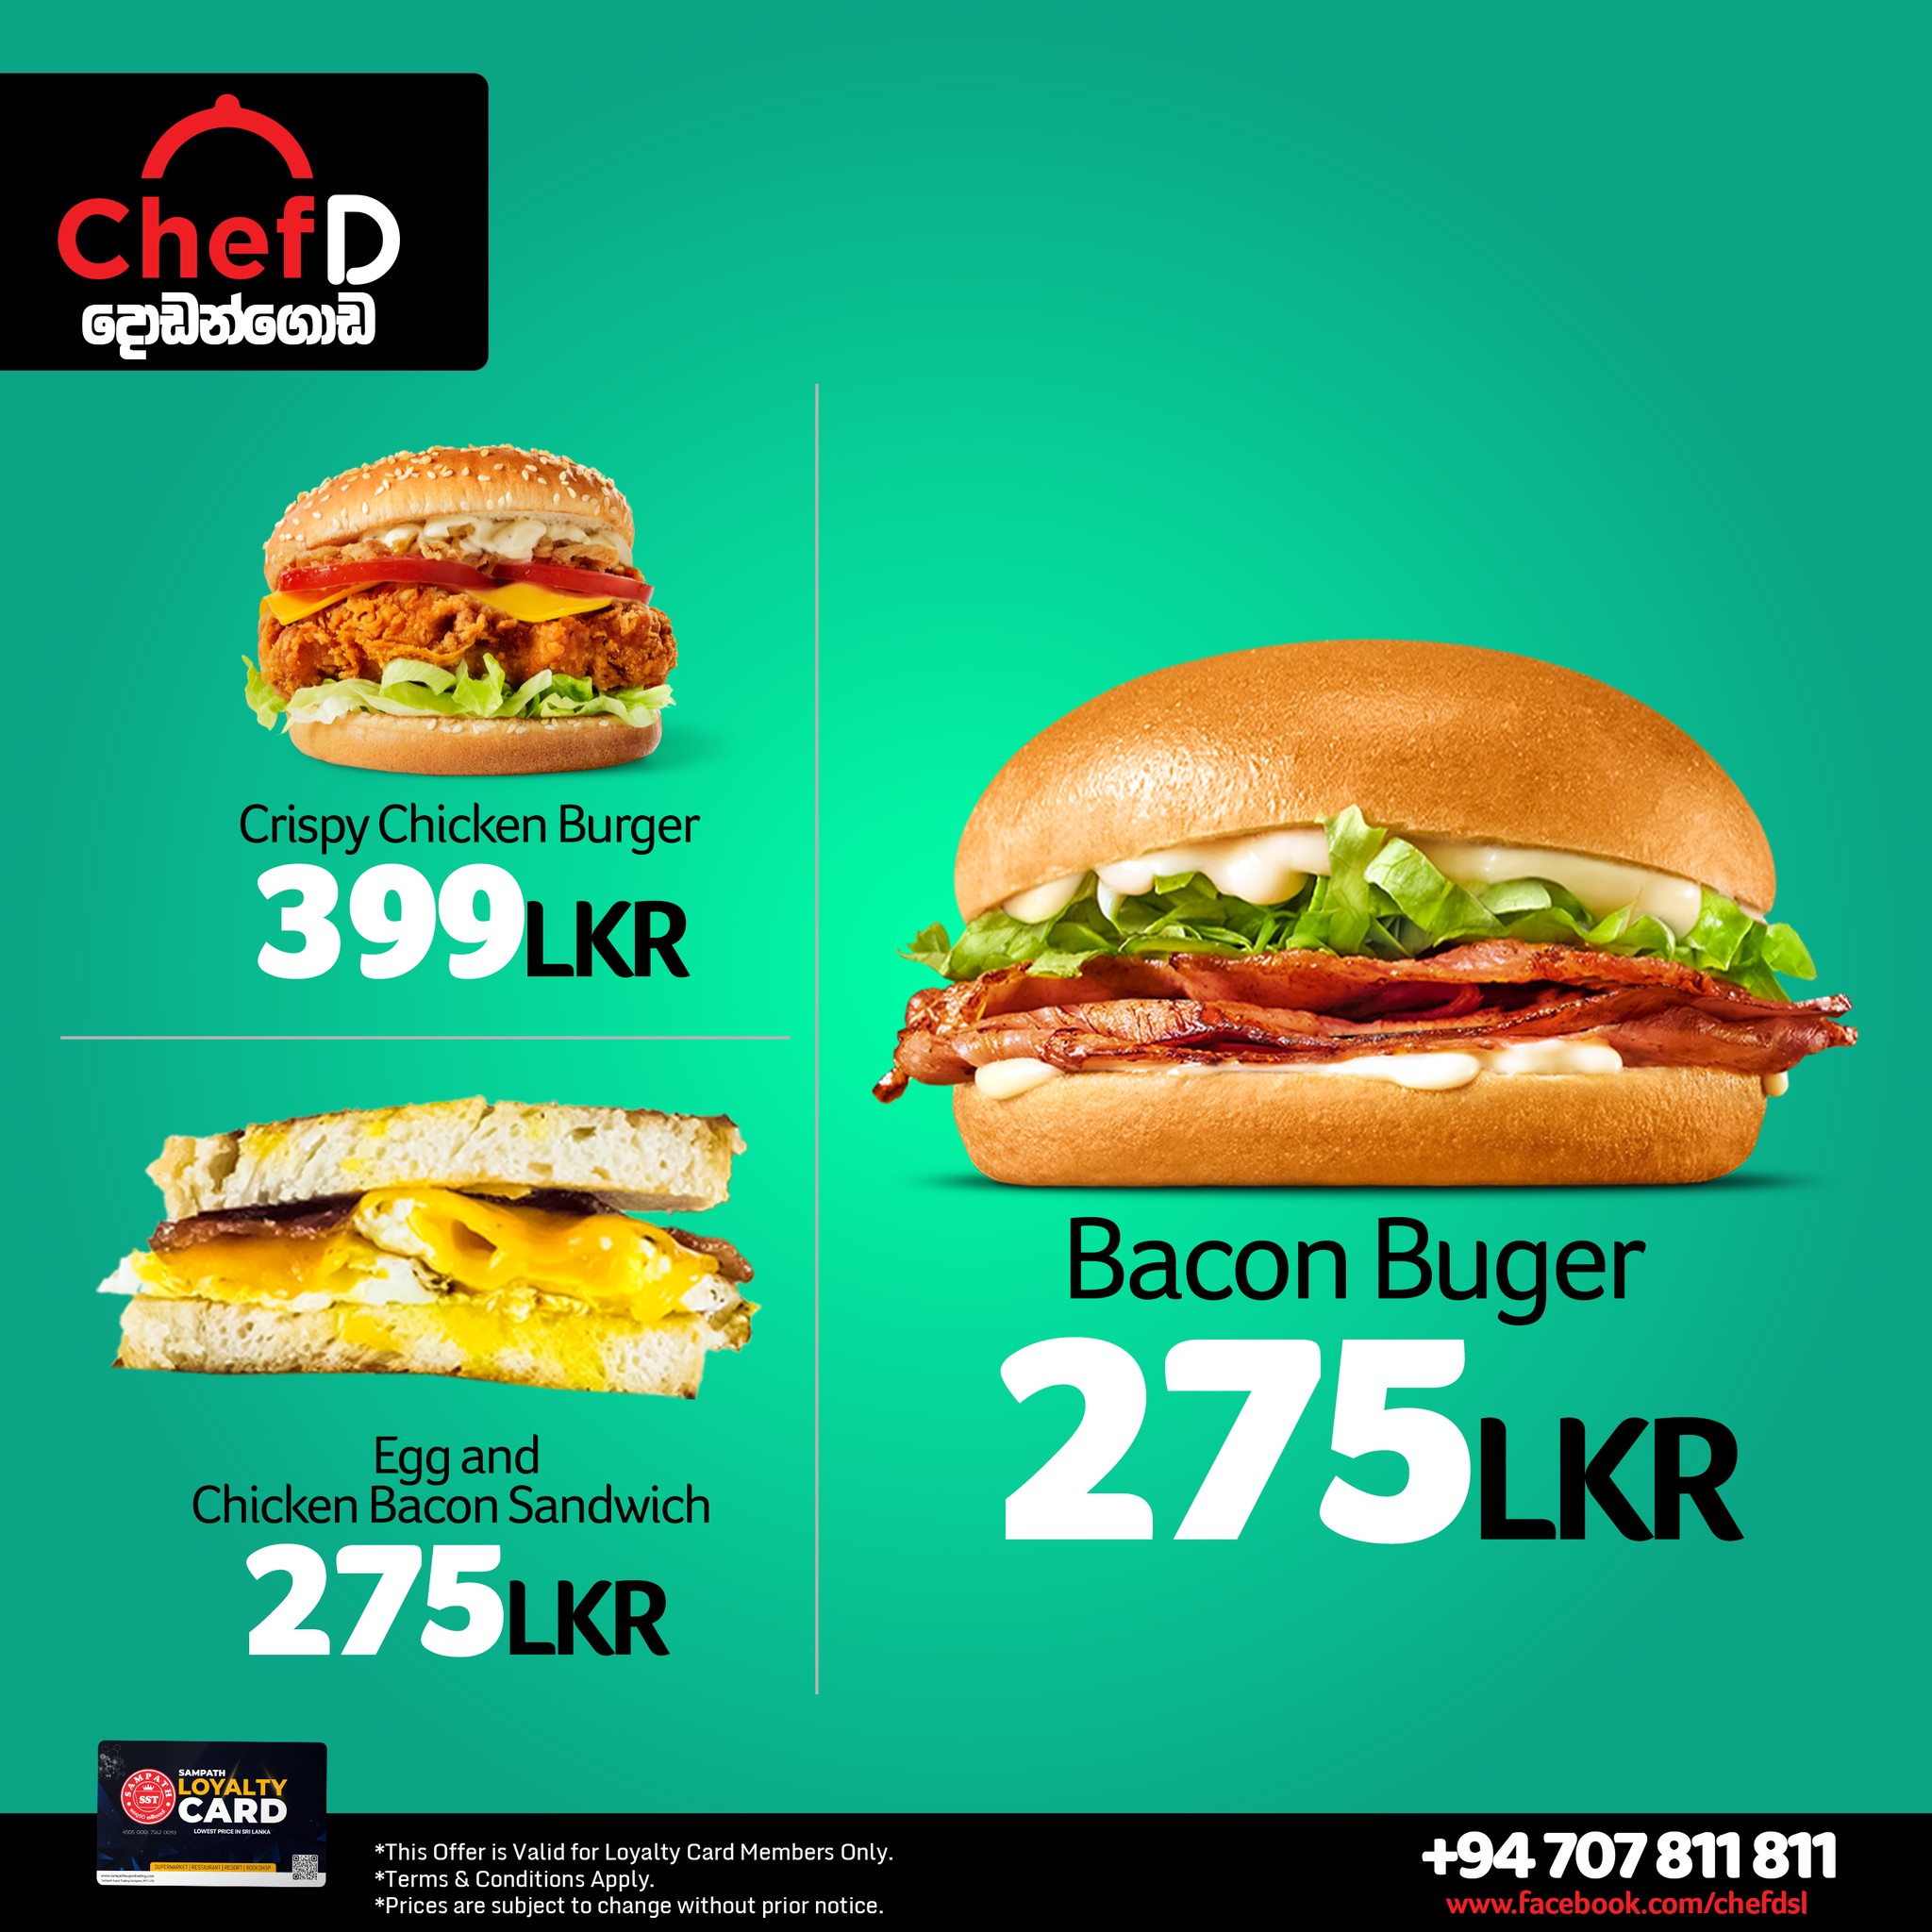 ChefD
දොඩන්ගොඩ
Crispy Chicken Burger
399LKR
Egg and
Chicken Bacon Sandwich
275LKR
Bacon Buger
275LKR
SAMPATH
LOYALTY
CARD
LOWEST PRICE IN SRI LANKA
SAMPATH
SST
SUPERMARKET | RESTAURANT | RESORT | BOOKSHOP
*This Offer is Valid for Loyalty Card Members Only.
*Terms & Conditions Apply.
*Prices are subject to change without prior notice.
+94 707 811 811
www.facebook.com/chefdsl